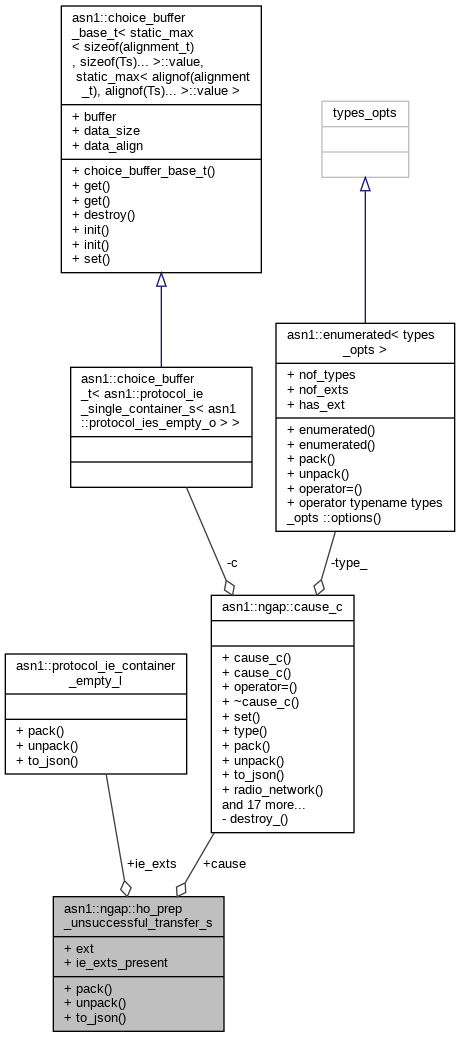 asn1::choice_buffer
_base_t< static_max
< sizeof(alignment_t)
, sizeof(Ts)... >::value,
static_max< alignof(alignment
_t), alignof(Ts)... >::value >
+ buffer
+ data_size
+ data_align
+ choice_buffer_base_t()
+ get()
+ get()
+ destroy()
+ init()
+ init()
+ set()
types_opts
asn1::choice_buffer
_t< asn1::protocol_ie
_single_container_s< asn1
::protocol_ies_empty_o > >
asn1::enumerated< types
_opts >
+ nof_types
+ nof_exts
+ has_ext
+ enumerated()
+ enumerated()
+ pack()
+ unpack()
+ operator=()
+ operator typename types
_opts ::options()
-c
-type_
asn1::ngap::cause_c
+ cause_c()
+ cause_c()
+ operator=()
+ ~cause_c()
+ set()
+ type()
+ pack()
+ unpack()
+ to_json()
+ radio_network()
and 17 more...
- destroy_()
asn1::protocol_ie_container
_empty_l
+ pack()
+ unpack()
+ to_json()
+ie_exts
+cause
asn1::ngap::ho_prep
_unsuccessful_transfer_s
+ ext
+ ie_exts_present
+ pack()
+ unpack()
+ to_json()